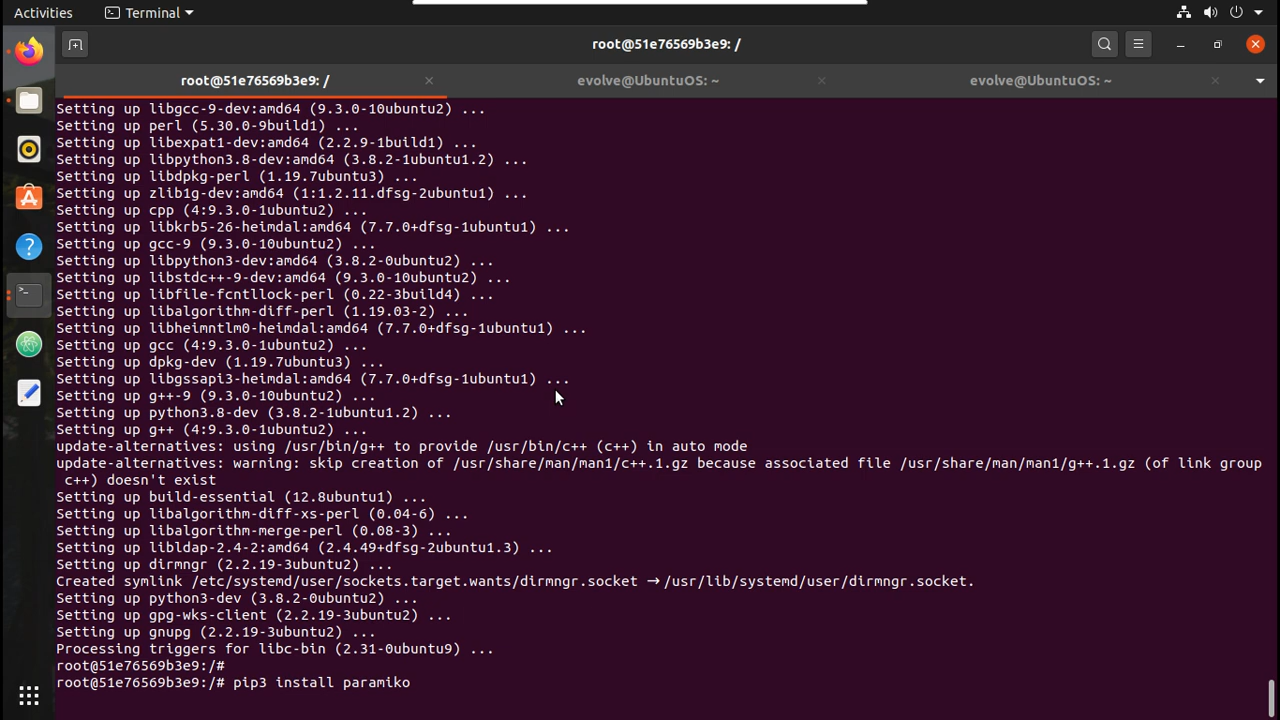 Activities
Terminal
root@51e76569b3e9: /
root@51e76569b3e9: /
evolve@UbuntuOS: ~
evolve@UbuntuOS: ~
Setting up libgcc-9-dev:amd64 (9.3.0-10ubuntu2) ...
Setting up perl (5.30.0-9build1) ...
Setting up libexpat1-dev:amd64 (2.2.9-1build1) ...
Setting up libpython3.8-dev:amd64 (3.8.2-1ubuntu1.2) ...
Setting up libdpkg-perl (1.19.7ubuntu3) ...
Setting up zlib1g-dev:amd64 (1:1.2.11.dfsg-2ubuntu1) ...
Setting up cpp (4:9.3.0-1ubuntu2) ...
Setting up libkrb5-26-heimdal:amd64 (7.7.0+dfsg-1ubuntu1) ...
Setting up gcc-9 (9.3.0-10ubuntu2) ...
Setting up libpython3-dev:amd64 (3.8.2-0ubuntu2) ...
Setting up libstdc++-9-dev:amd64 (9.3.0-10ubuntu2) ...
Setting up libfile-fcntllock-perl (0.22-3build4) ...
Setting up libalgorithm-diff-perl (1.19.03-2) ...
Setting up libheimntlm0-heimdal:amd64 (7.7.0+dfsg-1ubuntu1) ...
Setting up gcc (4:9.3.0-1ubuntu2) ...
Setting up dpkg-dev (1.19.7ubuntu3) ...
Setting up libgssapi3-heimdal:amd64 (7.7.0+dfsg-1ubuntu1) ...
Setting up g++-9 (9.3.0-10ubuntu2) ...
Setting up python3.8-dev (3.8.2-1ubuntu1.2) ...
Setting up g++ (4:9.3.0-1ubuntu2) ...
update-alternatives: using /usr/bin/g++ to provide /usr/bin/c++ (c++) in auto mode
update-alternatives: warning: skip creation of /usr/share/man/man1/c++.1.gz because associated file /usr/share/man/man1/g++.1.gz (of link group
c++) doesn't exist
Setting up build-essential (12.8ubuntu1) ...
Setting up libalgorithm-diff-xs-perl (0.04-6) ...
Setting up libalgorithm-merge-perl (0.08-3) ...
Setting up libldap-2.4-2:amd64 (2.4.49+dfsg-2ubuntu1.3) ...
Setting up dirmngr (2.2.19-3ubuntu2) ...
Created symlink /etc/systemd/user/sockets.target.wants/dirmngr.socket → /usr/lib/systemd/user/dirmngr.socket.
Setting up python3-dev (3.8.2-0ubuntu2) ...
Setting up gpg-wks-client (2.2.19-3ubuntu2) ...
Setting up gnupg (2.2.19-3ubuntu2) ...
Processing triggers for libc-bin (2.31-0ubuntu9) ...
root@51e76569b3e9:/#
root@51e76569b3e9:/# pip3 install paramiko